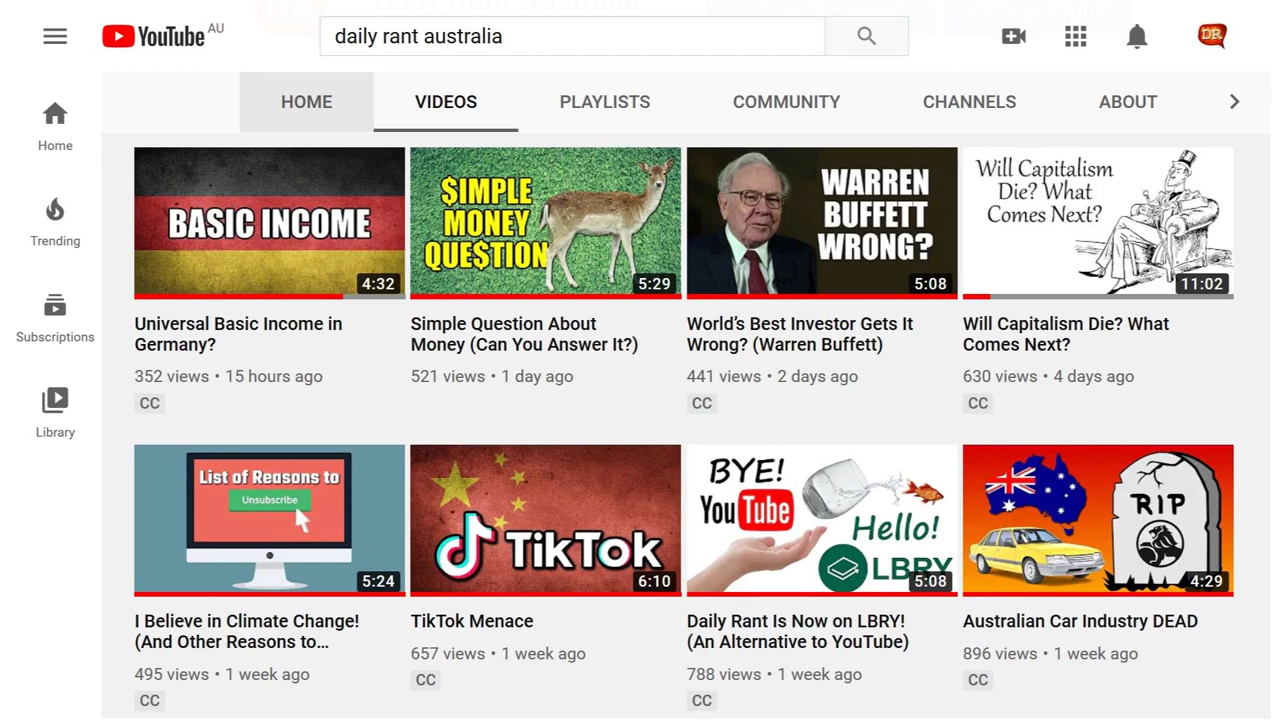 YouTube AU
daily rant australia
DR
HOME VIDEOS PLAYLISTS COMMUNITY CHANNELS ABOUT
Home
Trending
Subscriptions
Library
BASIC INCOME
4:32
Universal Basic Income in
Germany?
352 views • 15 hours ago
CC
$IMPLE
MONEY
QUE$TION
5:29
Simple Question About
Money (Can You Answer It?)
521 views • 1 day ago
WARREN
BUFFETT
WRONG?
5:08
World’s Best Investor Gets It
Wrong? (Warren Buffett)
441 views • 2 days ago
CC
Will Capitalism
Die? What
Comes Next?
11:02
Will Capitalism Die? What
Comes Next?
630 views • 4 days ago
CC
List of Reasons to
Unsubscribe
5:24
I Believe in Climate Change!
(And Other Reasons to…
495 views • 1 week ago
CC
TikTok
6:10
TikTok Menace
657 views • 1 week ago
CC
BYE!
YouTube
Hello!
LBRY
5:08
Daily Rant Is Now on LBRY!
(An Alternative to YouTube)
788 views • 1 week ago
CC
RIP
4:29
Australian Car Industry DEAD
896 views • 1 week ago
CC